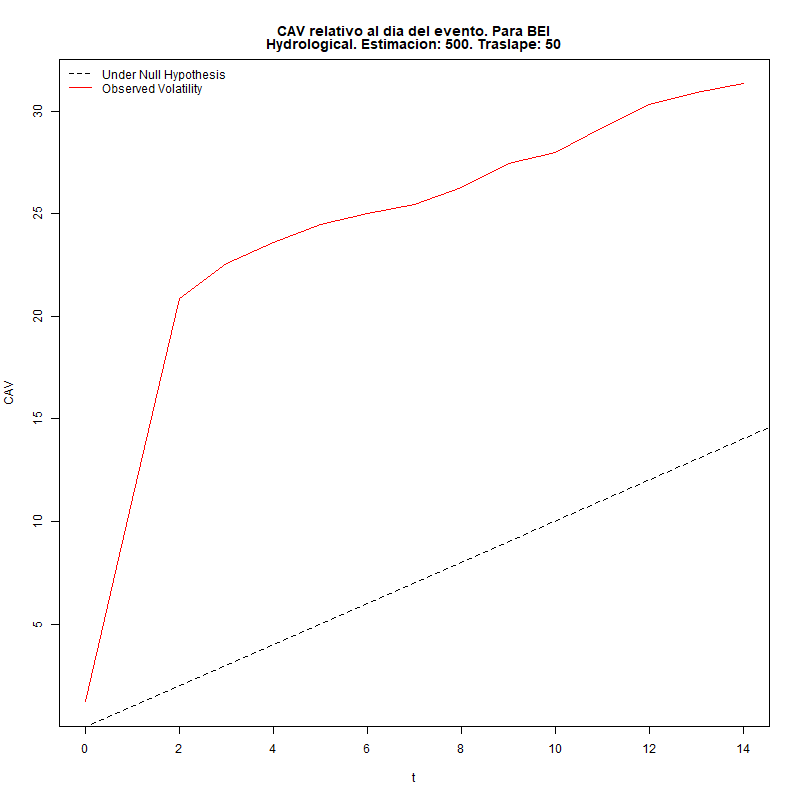 CAV relativo al dia del evento. Para BEI
Hydrological. Estimacion: 500. Traslape: 50
Under Null Hypothesis
Observed Volatility
30
25
20
15
10
5
CAV
0 2 4 6 8 10 12 14
t